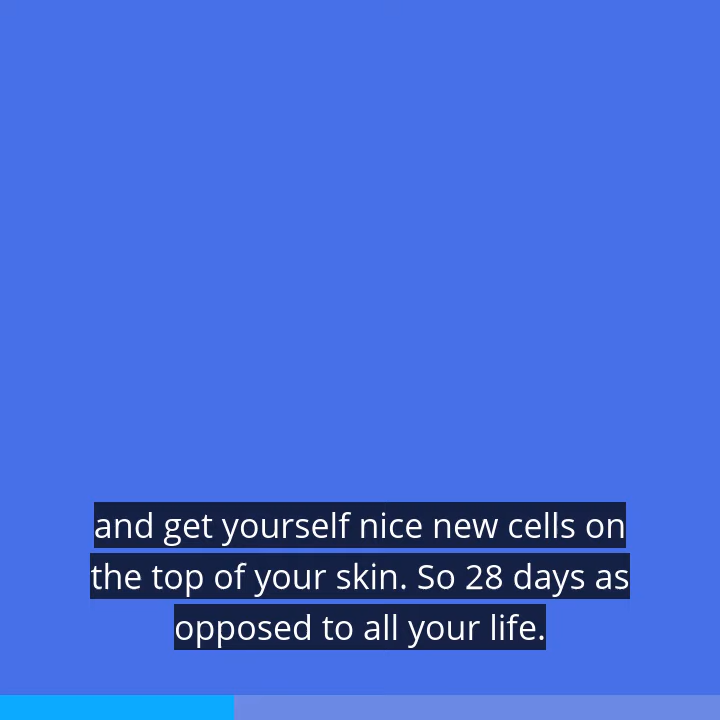 and get yourself nice new cells on
the top of your skin. So 28 days as
opposed to all your life.